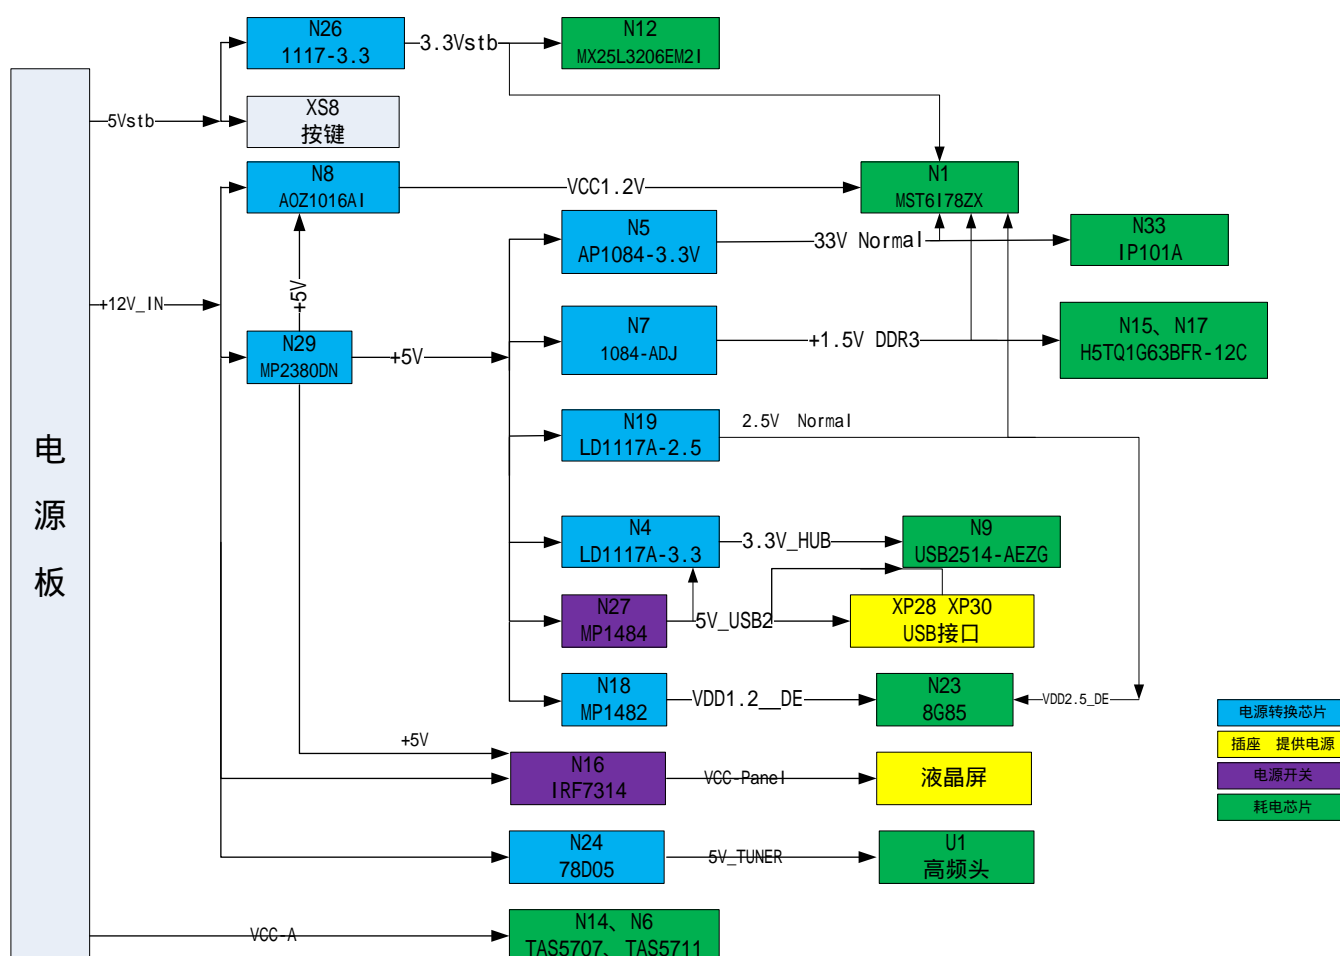 N26
1117-3.3
3.3Vstb
N12
MX25L3206EM2I
5Vstb
XS8
按键
N8
AOZ1016AI
VCC1.2V
N1
MST6I78ZX
N5
AP1084-3.3V
33V Normal
N33
IP101A
+5V
+12V_IN
N29
MP2380DN
+5V
N7
1084-ADJ
+1.5V DDR3
N15、N17
H5TQ1G63BFR-12C
N19
LD1117A-2.5
2.5V Normal
电
源
板
N4
LD1117A-3.3
3.3V_HUB
N9
USB2514-AEZG
N27
MP1484
5V_USB2
XP28 XP30
USB接口
N18
MP1482
VDD1.2__DE
N23
8G85
VDD2.5_DE
+5V
N16
IRF7314
VCC-Panel
液晶屏
N24
78D05
5V_TUNER
U1
高频头
VCC-A
N14、N6
TAS5707、TAS5711
电源转换芯片
插座 提供电源
电源开关
耗电芯片